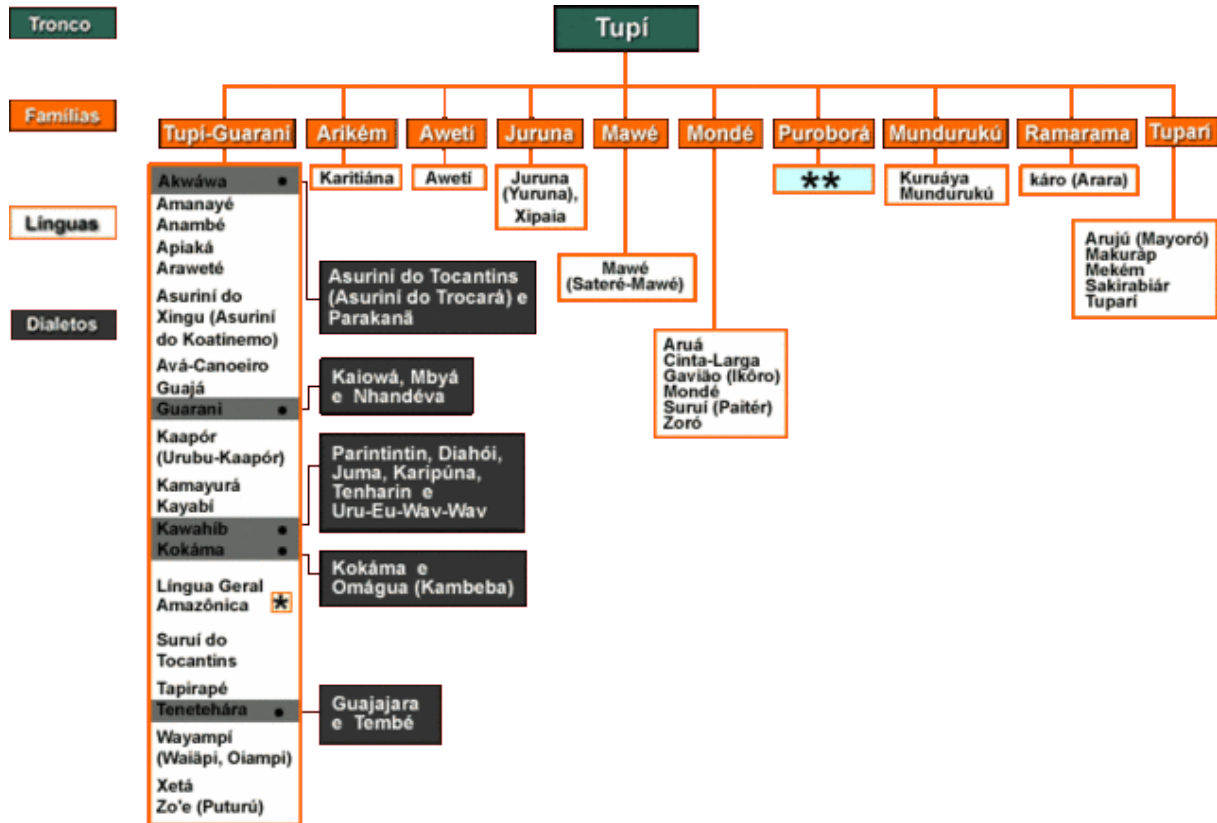 Tronco
Tupí
Famílias
Tupí-Guaraní
Arikém
Awetí
Juruna
Mawé
Mondé
Puroborá
Mundurukú
Ramarama
Tuparí
Línguas
Dialetos
Akwáwa
Amanayé
Anambé
Apiaká
Araweté
Asuriní do
Xingu (Asuriní
do Koatinemo)
Avá-Canoeiro
Guajá
Guarani
Kaapór
(Urubu-Kaapór)
Kamayurá
Kayabí
Kawahíb
Kokáma
Língua Geral
Amazônica *
Suruí do
Tocantins
Tapirapé
Tenetehára
Wayampí
(Waiäpi, Oiampi)
Xetá
Zo'e (Puturú)
Asuriní do Tocantins
(Asuriní do Trocará) e
Parakanã
Kaiowá, Mbyá
e Nhandéva
Parintintin, Diahói,
Juma, Karipúna,
Tenharin e
Uru-Eu-Wav-Wav
Kokáma e
Omágua (Kambeba)
Guajajara
e Tembé
Karitiána
Awetí
Juruna
(Yuruna),
Xipaia
Mawé
(Sateré-Mawé)
Aruá
Cinta-Larga
Gavião (Ikôro)
Mondé
Suruí (Paitér)
Zoró
**
Kuruáya
Mundurukú
káro (Arara)
Arujú (Mayoró)
Makuráp
Mekém
Sakirabiár
Tuparí